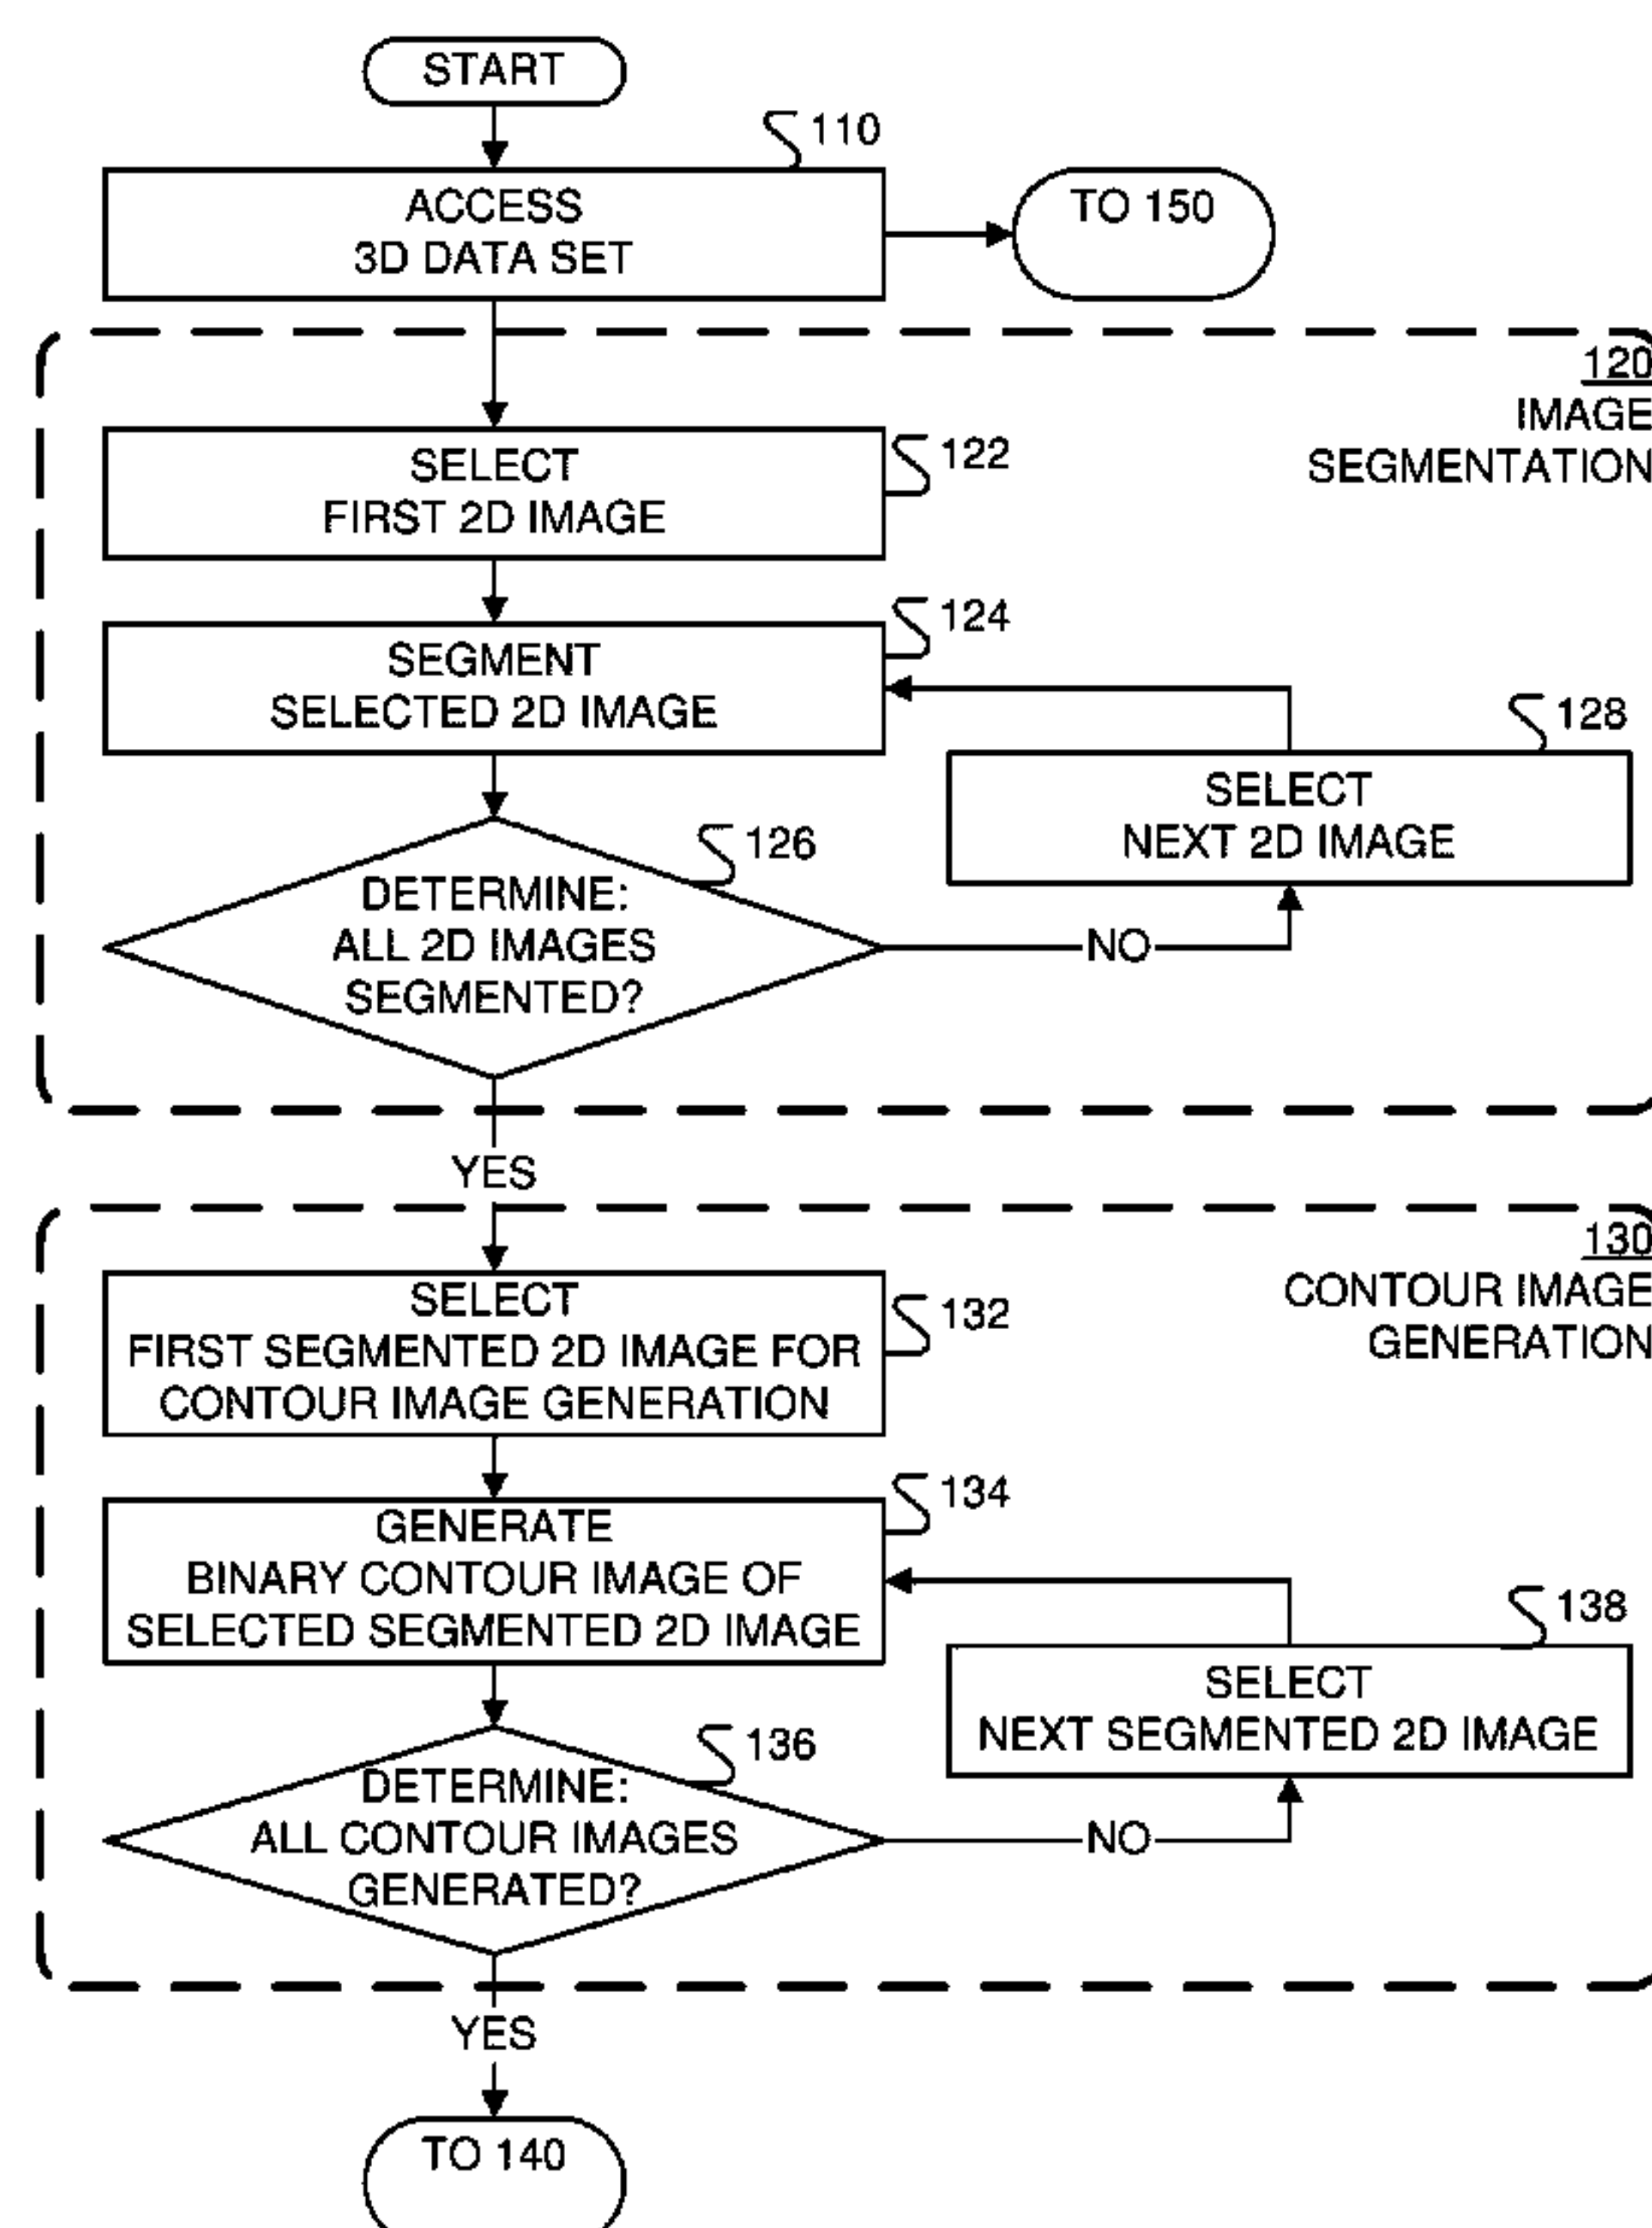 START
110
ACCESS
3D DATA SET
TO 150
120
IMAGE
SEGMENTATION
SELECT
FIRST 2D IMAGE
122
SEGMENT
SELECTED 2D IMAGE
124
128
SELECT
NEXT 2D IMAGE
126
DETERMINE:
ALL 2D IMAGES
SEGMENTED?
NO
YES
130
CONTOUR IMAGE
GENERATION
SELECT
FIRST SEGMENTED 2D IMAGE FOR
CONTOUR IMAGE GENERATION
132
GENERATE
BINARY CONTOUR IMAGE OF
SELECTED SEGMENTED 2D IMAGE
134
138
SELECT
NEXT SEGMENTED 2D IMAGE
136
DETERMINE:
ALL CONTOUR IMAGES
GENERATED?
NO
YES
TO 140